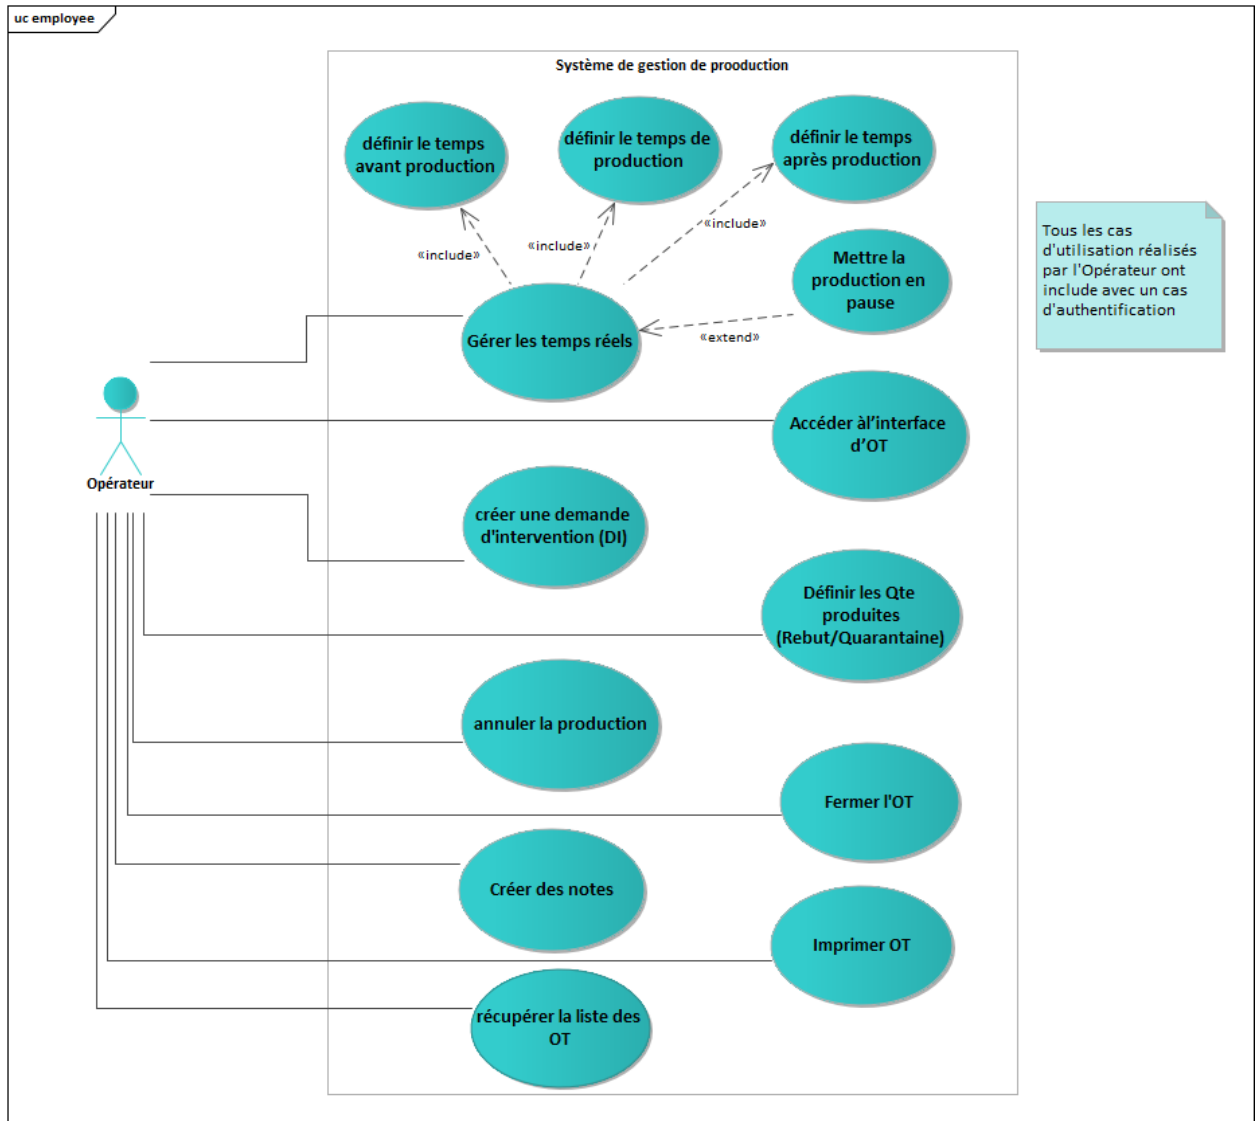 uc employee
Système de gestion de prooduction
définir le temps
avant production
définir le temps de
production
définir le temps
après production
«include»
«include»
«include»
Tous les cas
d'utilisation réalisés
par l'Opérateur ont
include avec un cas
d'authentification
Mettre la
production en
pause
Gérer les temps réels
«extend»
Accéder àl’interface
d’OT
Opérateur
créer une demande
d'intervention (DI)
Définir les Qte
produites
(Rebut/Quarantaine)
annuler la production
Fermer l'OT
Créer des notes
Imprimer OT
récupérer la liste des
OT